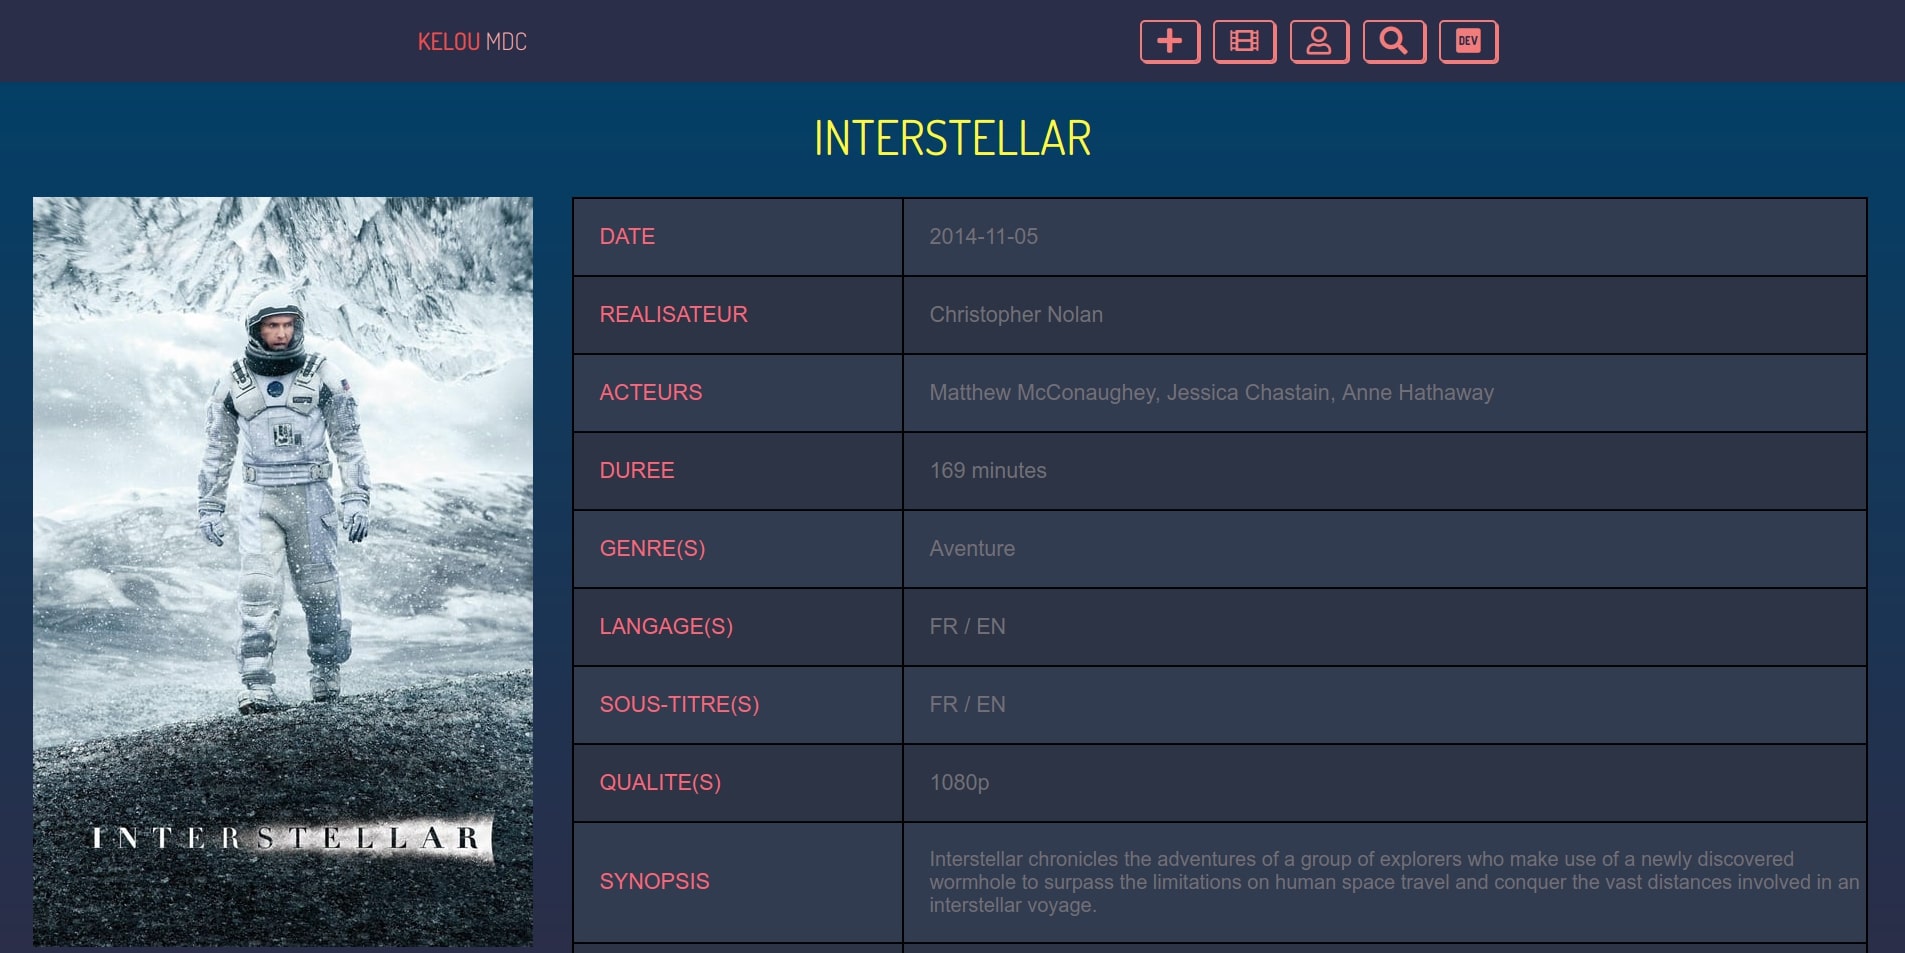 KELOU MDC
DEV
INTERSTELLAR
DATE 2014-11-05
REALISATEUR Christopher Nolan
ACTEURS Matthew McConaughey, Jessica Chastain, Anne Hathaway
DUREE 169 minutes
GENRE(S) Aventure
LANGAGE(S) FR / EN
SOUS-TITRE(S) FR / EN
QUALITE(S) 1080p
SYNOPSIS
Interstellar chronicles the adventures of a group of explorers who make use of a newly discovered
wormhole to surpass the limitations on human space travel and conquer the vast distances involved in an
interstellar voyage.
INTERSTELLAR